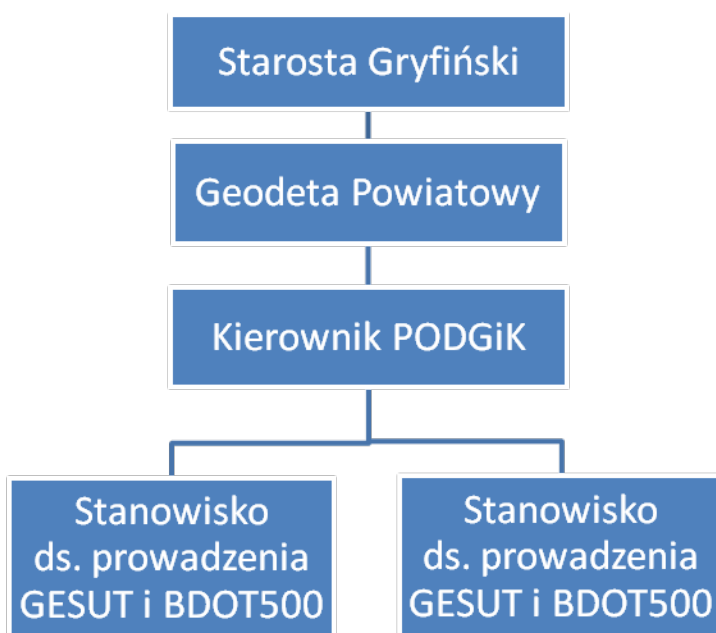 Starosta Gryfiński
Geodeta Powiatowy
Kierownik PODGiK
Stanowisko
ds. prowadzenia
GESUT i BDOT500
Stanowisko
ds. prowadzenia
GESUT i BDOT500